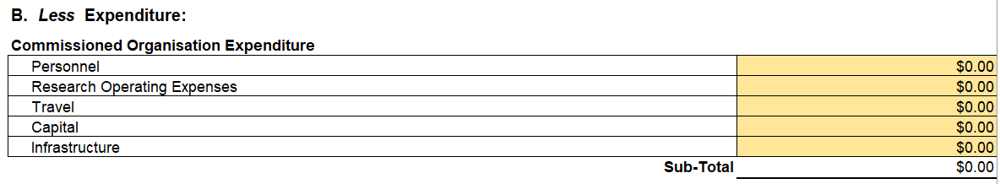 B. Less Expenditure:
Commissioned Organisation Expenditure
Personnel $0.00
Research Operating Expenses $0.00
Travel $0.00
Capital $0.00
Infrastructure $0.00
Sub-Total $0.00